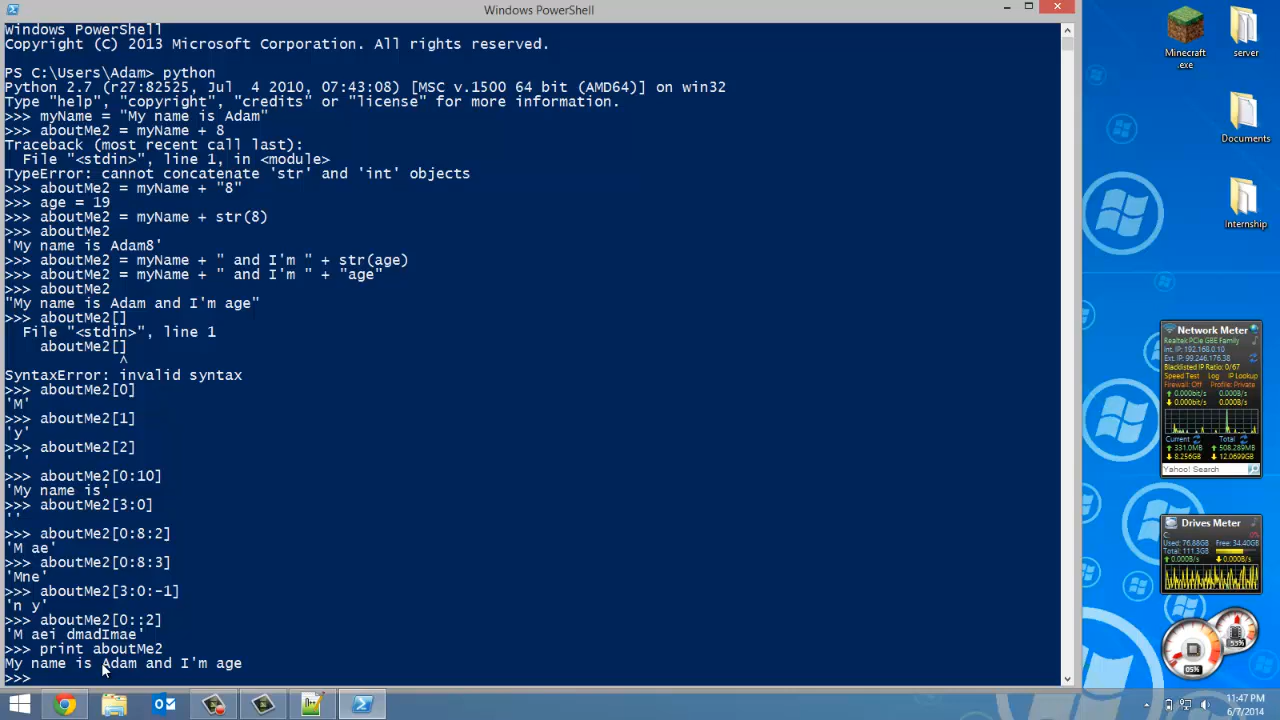 Windows PowerShell
Windows PowerShell
Copyright (C) 2013 Microsoft Corporation. All rights reserved.
PS C:\Users\Adam> python
Python 2.7 (r27:82525, Jul  4 2010, 07:43:08) [MSC v.1500 64 bit (AMD64)] on win32
Type "help", "copyright", "credits" or "license" for more information.
>>> myName = "My name is Adam"
>>> aboutMe2 = myName + 8
Traceback (most recent call last):
  File "<stdin>", line 1, in <module>
TypeError: cannot concatenate 'str' and 'int' objects
>>> aboutMe2 = myName + "8"
>>> age = 19
>>> aboutMe2 = myName + str(8)
>>> aboutMe2
'My name is Adam8'
>>> aboutMe2 = myName + " and I'm " + str(age)
>>> aboutMe2 = myName + " and I'm " + "age"
>>> aboutMe2
"My name is Adam and I'm age"
>>> aboutMe2[]
  File "<stdin>", line 1
    aboutMe2[]
             ^
SyntaxError: invalid syntax
>>> aboutMe2[0]
'M'
>>> aboutMe2[1]
'y'
>>> aboutMe2[2]
' '
>>> aboutMe2[0:10]
'My name is'
>>> aboutMe2[3:0]
''
>>> aboutMe2[0:8:2]
'M ae'
>>> aboutMe2[0:8:3]
'Mne'
>>> aboutMe2[3:0:-1]
'n y'
>>> aboutMe2[0::2]
'M aei dmadImae'
>>> print aboutMe2
My name is Adam and I'm age
>>>
Minecraft
.exe
server
Documents
Internship
Network Meter
Realtek PCIe GBE Family
Int. IP: 192.168.0.10
Ext. IP: 99.246.176.38
Blacklisted IP Ratio: 0/67
Speed Test Log IP Lookup
Firewall: Off Profile: Private
0.000bit/s 0.000B/s
0.000bit/s 0.000B/s
Current Total
331.0MB 508.289MB
8.256GB 12.0699GB
Yahoo! Search
Drives Meter
C:
Used: 76.88GB Free: 34.40GB
Total: 111.3GB
0.000B/s 0.000B/s
53%
05%
11:47 PM
6/7/2014